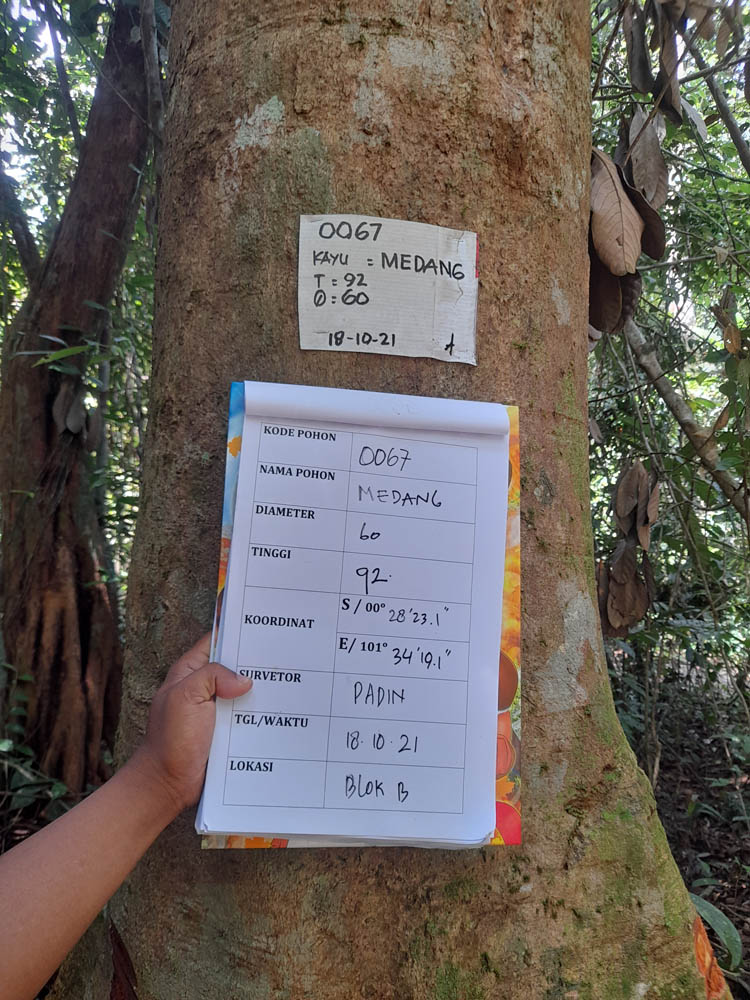 0067
KAYU = MEDANG
T = 92
Ø : 60
18-10-21
KODE POHON 0067
NAMA POHON MEDANG
DIAMETER 60
TINGGI 92.
KOORDINAT S / 00° 28'23.1"
E/ 101° 34'19.1"
SURVETOR PADIN
TGL/WAKTU 18.10.21
LOKASI BLOK B